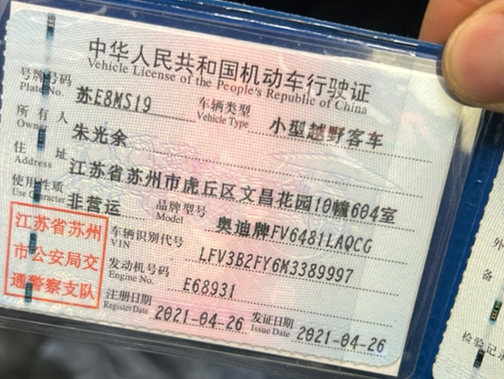 中华人民共和国机动车行驶证
Vehicle License of the People's Republic of China
号牌号码 Plate No. 苏E8MS19 车辆类型 Vehicle Type 小型越野客车
所有人 Owner 朱光余
住址 Address 江苏省苏州市虎丘区文昌花园10幢604室
使用性质 Use Character 非营运 品牌型号 Model 奥迪牌FV6481LAQCG
车辆识别代号 VIN LFV3B2FY6M3389997
发动机号码 Engine No. E68931
注册日期 Register Date 2021-04-26 发证日期 Issue Date 2021-04-26
江苏省苏州
市公安局交
通警察支队
备
检验记